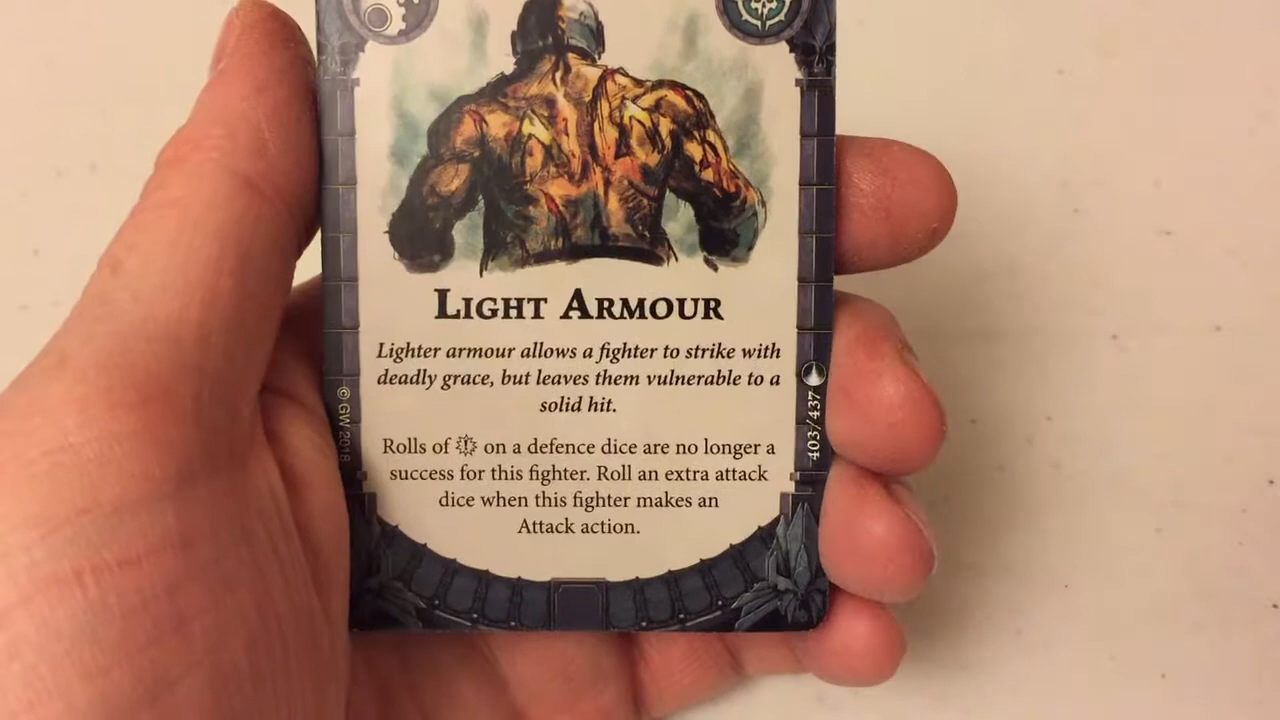 LIGHT ARMOUR
Lighter armour allows a fighter to strike with
deadly grace, but leaves them vulnerable to a
solid hit.
Rolls of on a defence dice are no longer a
success for this fighter. Roll an extra attack
dice when this fighter makes an
Attack action.
© GW 2018
403/437